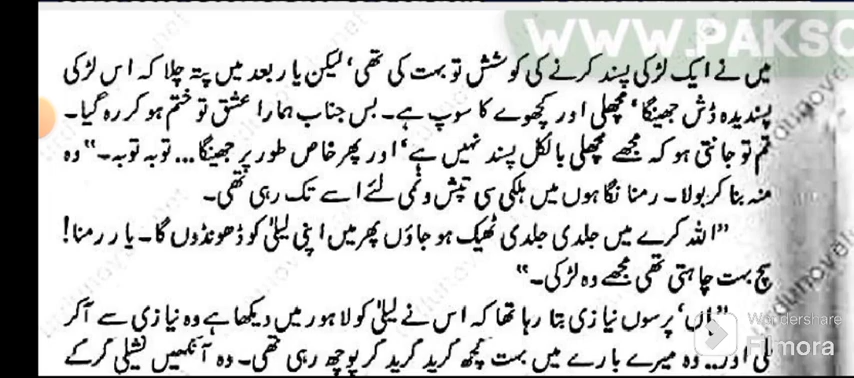 WWW.PAKSO
میں نے ایک لڑکی پسند کرنے کی کوشش تو بہت کی تھی‘ لیکن یار بعد میں پتہ چلا کہ اس لڑکی
پسندیدہ ڈش جھینگا‘ مچھلی اور کچھوے کا سوپ ہے۔ بس جناب ہمارا عشق تو ختم ہو کر رہ گیا۔
تم تو جانتی ہو کہ مجھے مچھلی بالکل پسند نہیں ہے‘ اور پھر خاص طور پر جھینگا... توبہ توبہ۔“ وہ
منہ بنا کر بولا۔ رمنا نگاہوں میں ہلکی سی تپش و نمی لئے اسے تک رہی تھی۔
”اللہ کرے میں جلدی جلدی ٹھیک ہو جاؤں پھر میں اپنی لیلیٰ کو ڈھونڈوں گا۔ یار رمنا!
سچ بہت چاہتی تھی مجھے وہ لڑکی۔“
”ہاں‘ پرسوں نیازی بتا رہا تھا کہ اس نے لیلیٰ کو لاہور میں دیکھا ہے وہ نیازی سے آکر
ملی اور.. وہ میرے بارے میں بہت کچھ کرید کرید کر پوچھ رہی تھی۔ وہ آنکھیں نشیلی کرکے
Wondershare
Filmora